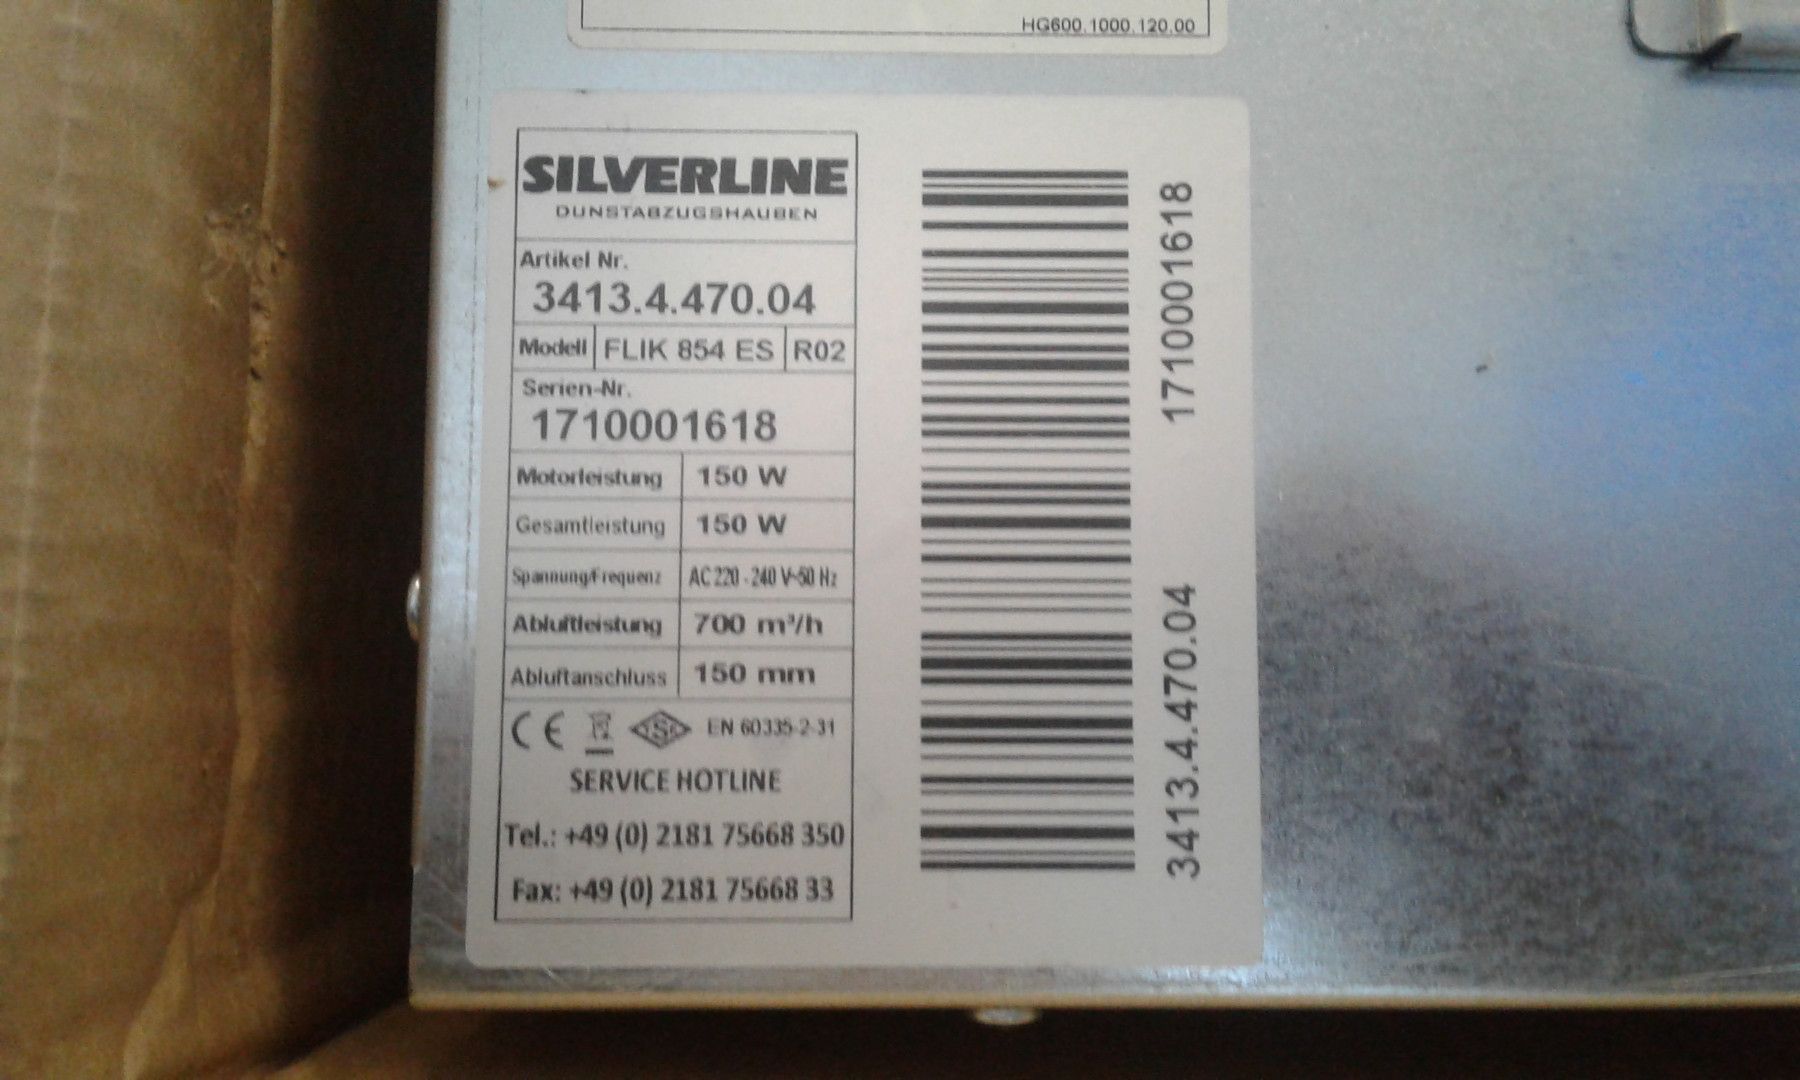 HG600.1000.120.00
SILVERLINE
DUNSTABZUGSHAUBEN
Artikel Nr.
3413.4.470.04
Modell FLIK 854 ES R02
Serien-Nr.
1710001618
Motorleistung 150 W
Gesamtleistung 150 W
Spannung/Frequenz AC 220 - 240 V~50 Hz
Abluftleistung 700 m³/h
Abluftanschluss 150 mm
CE TSE EN 60335-2-31
SERVICE HOTLINE
Tel.: +49 (0) 2181 75668 350
Fax: +49 (0) 2181 75668 33
1710001618
3413.4.470.04